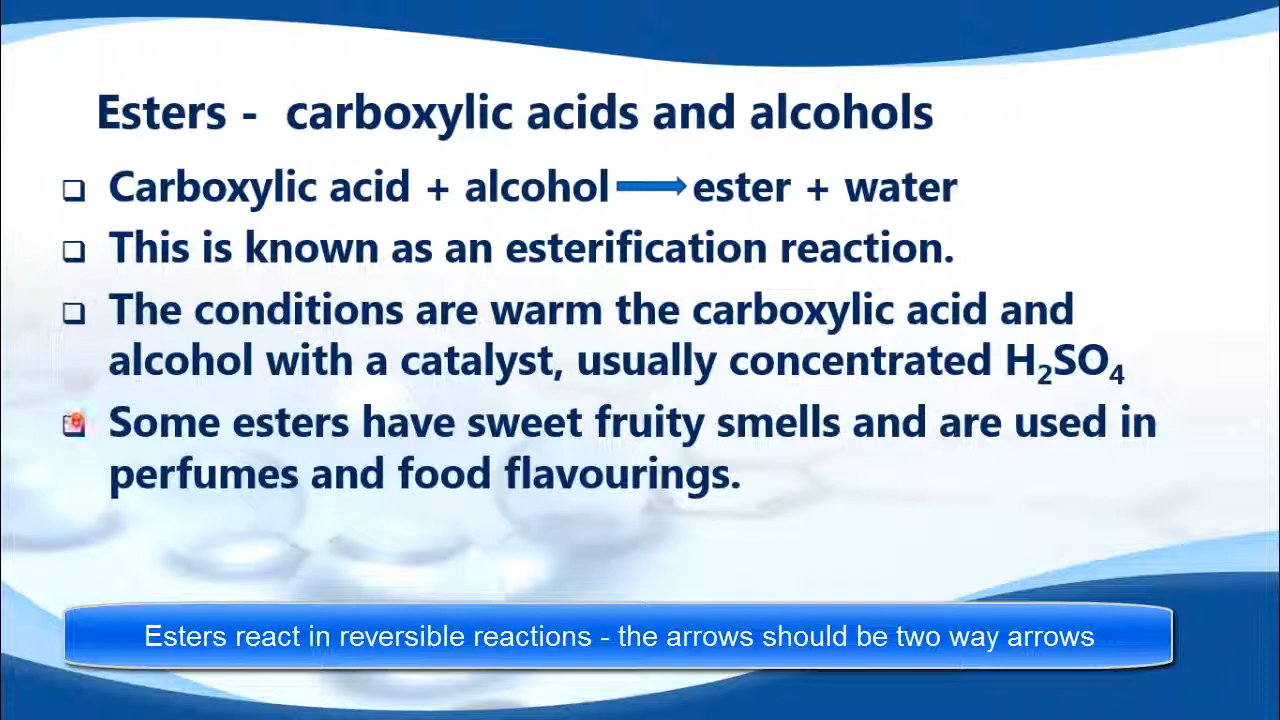 Esters - carboxylic acids and alcohols
Carboxylic acid + alcohol ⟶ ester + water
This is known as an esterification reaction.
The conditions are warm the carboxylic acid and
alcohol with a catalyst, usually concentrated H₂SO₄
Some esters have sweet fruity smells and are used in
perfumes and food flavourings.
Esters react in reversible reactions - the arrows should be two way arrows